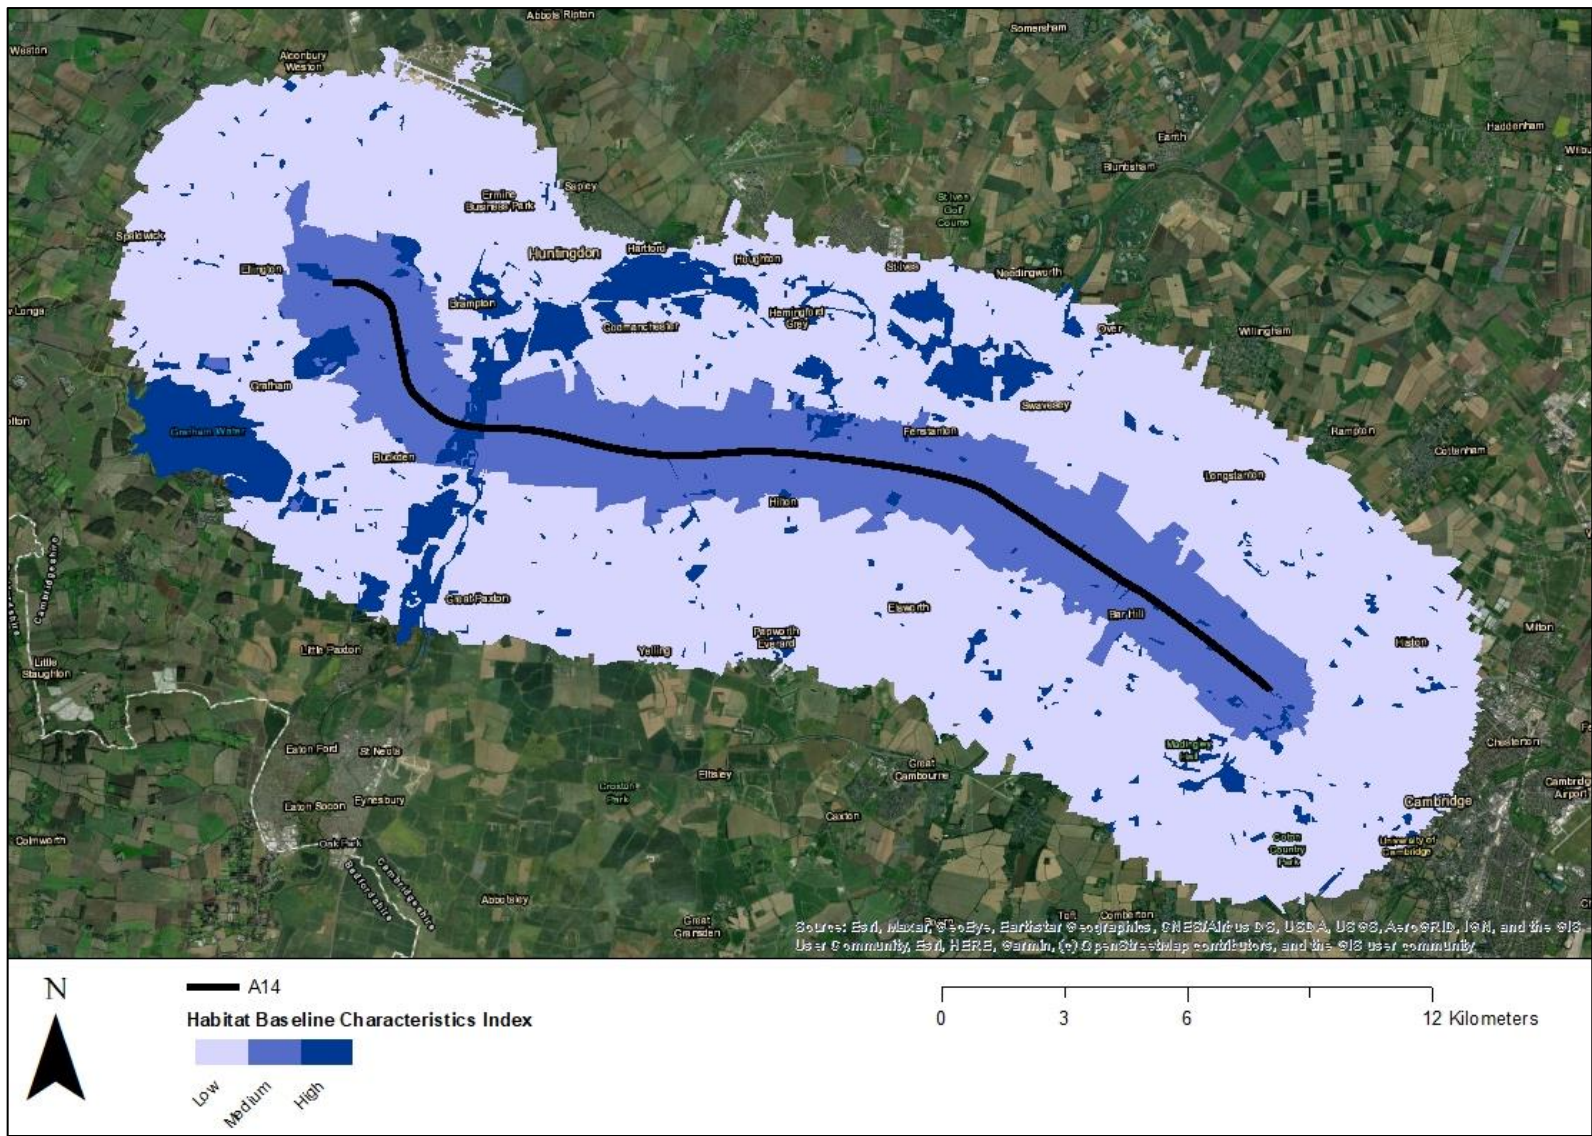 Abbots Ripton
Somersham
Weston
Alconbury
Weston
Haddenham
Earith
Bluntisham
Ermine
Business Park
Sapley
St Ives
Golf
Course
Spaldwick
Huntingdon
Hartford
Houghton
St Ives
Needingworth
Ellington
Brampton
Godmanchester
Hemingford
Grey
Over
Willingham
Grafham
Swavesey
Grafham Water
Fenstanton
Rampton
Cottenham
Buckden
Longstanton
Hilton
Cambridgeshire
Great Paxton
Elsworth
Bar Hill
Milton
Histon
Little Paxton
Yelling
Papworth
Everard
Little
Staughton
Eaton Ford
St Neots
Madingley
Hall
Chesterton
Eltisley
Great
Cambourne
Croxton
Park
Eaton Socon
Eynesbury
Caxton
Cambridge
Airport
Cambridge
Colmworth
Oak Park
Coton
Country
Park
University of
Cambridge
Cambridgeshire
Bedfordshire
Abbotsley
Great
Gransden
Toft
Comberton
Source: Esri, Maxar, GeoEye, Earthstar Geographics, CNES/Airbus DS, USDA, USGS, AeroGRID, IGN, and the GIS
User Community, Esri, HERE, Garmin, (c) OpenStreetMap contributors, and the GIS user community
N
A14
Habitat Baseline Characteristics Index
Low
Medium
High
0
3
6
12 Kilometers